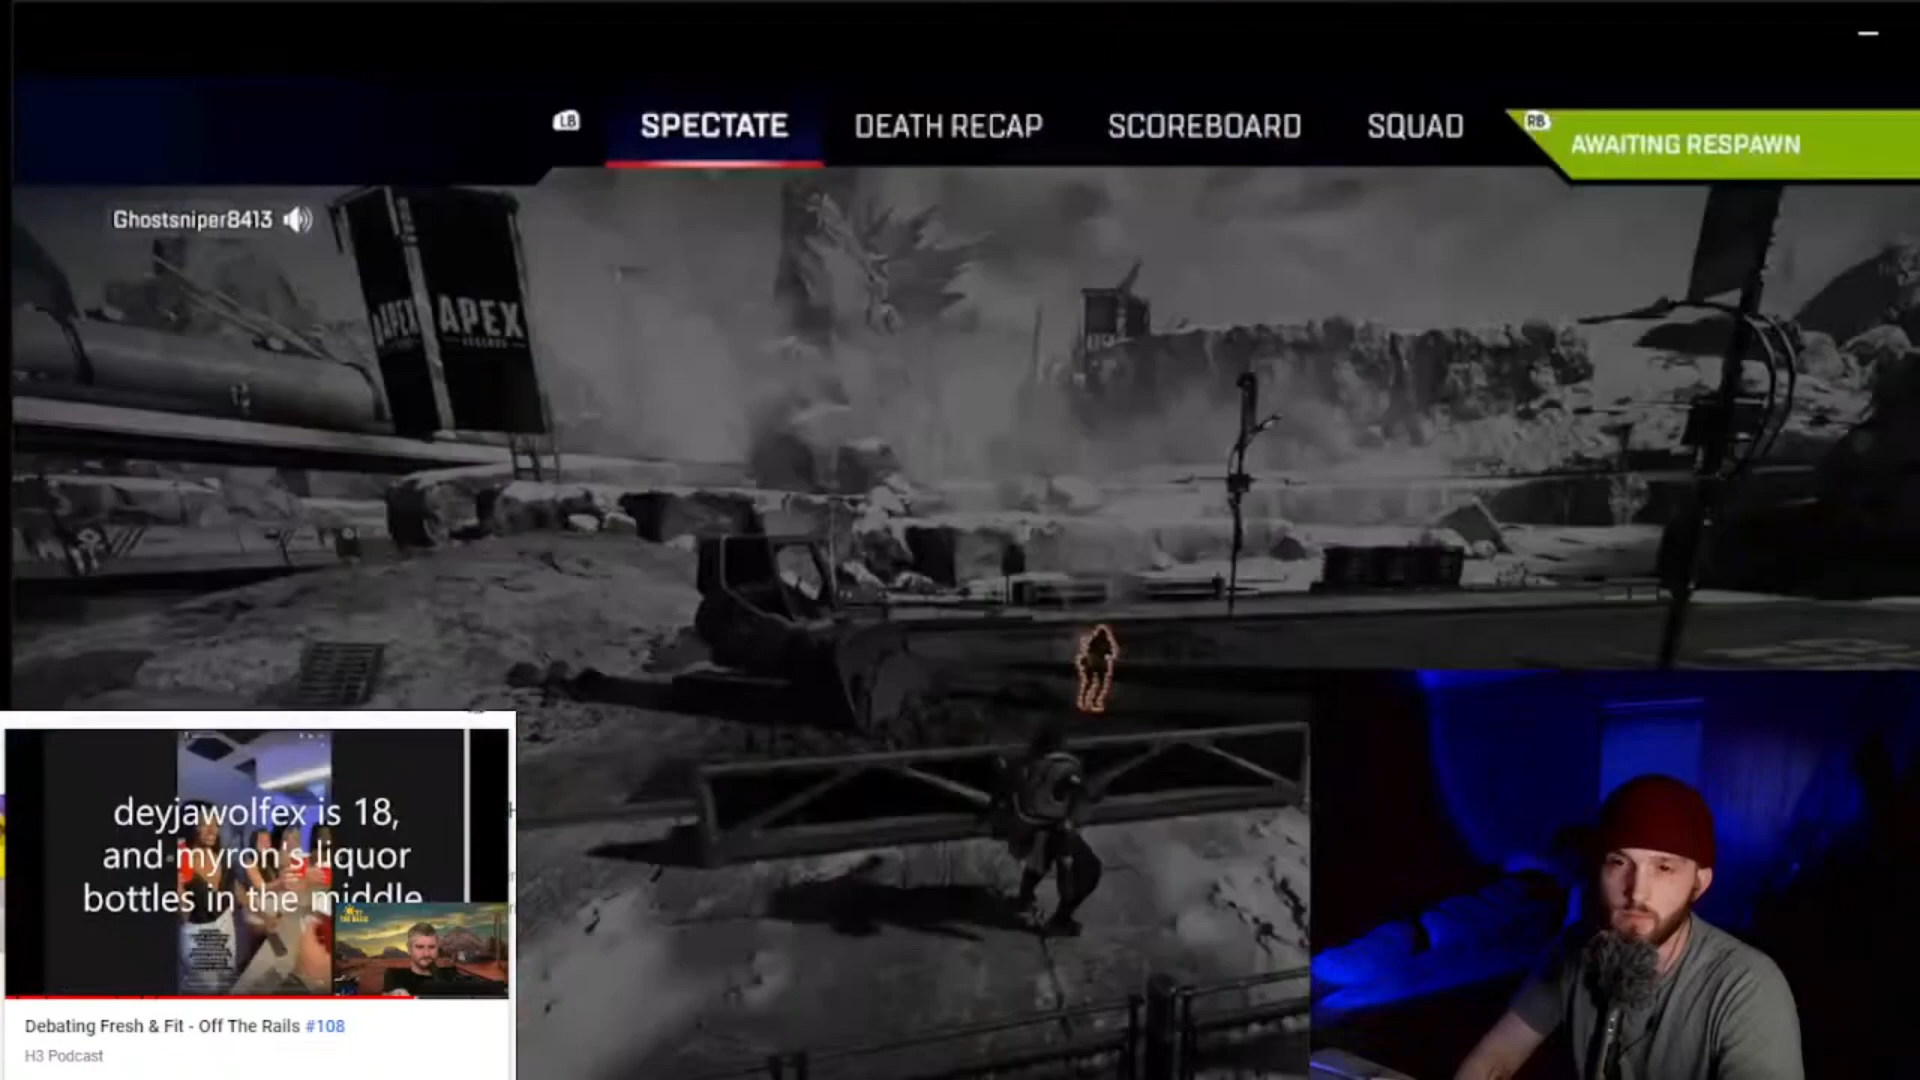 LB
SPECTATE
DEATH RECAP
SCOREBOARD
SQUAD
RB
AWAITING RESPAWN
Ghostsniper8413
APEX
APEX
LEGENDS
deyjawolfex is 18,
and myron's liquor
bottles in the middle
Debating Fresh & Fit - Off The Rails #108
H3 Podcast